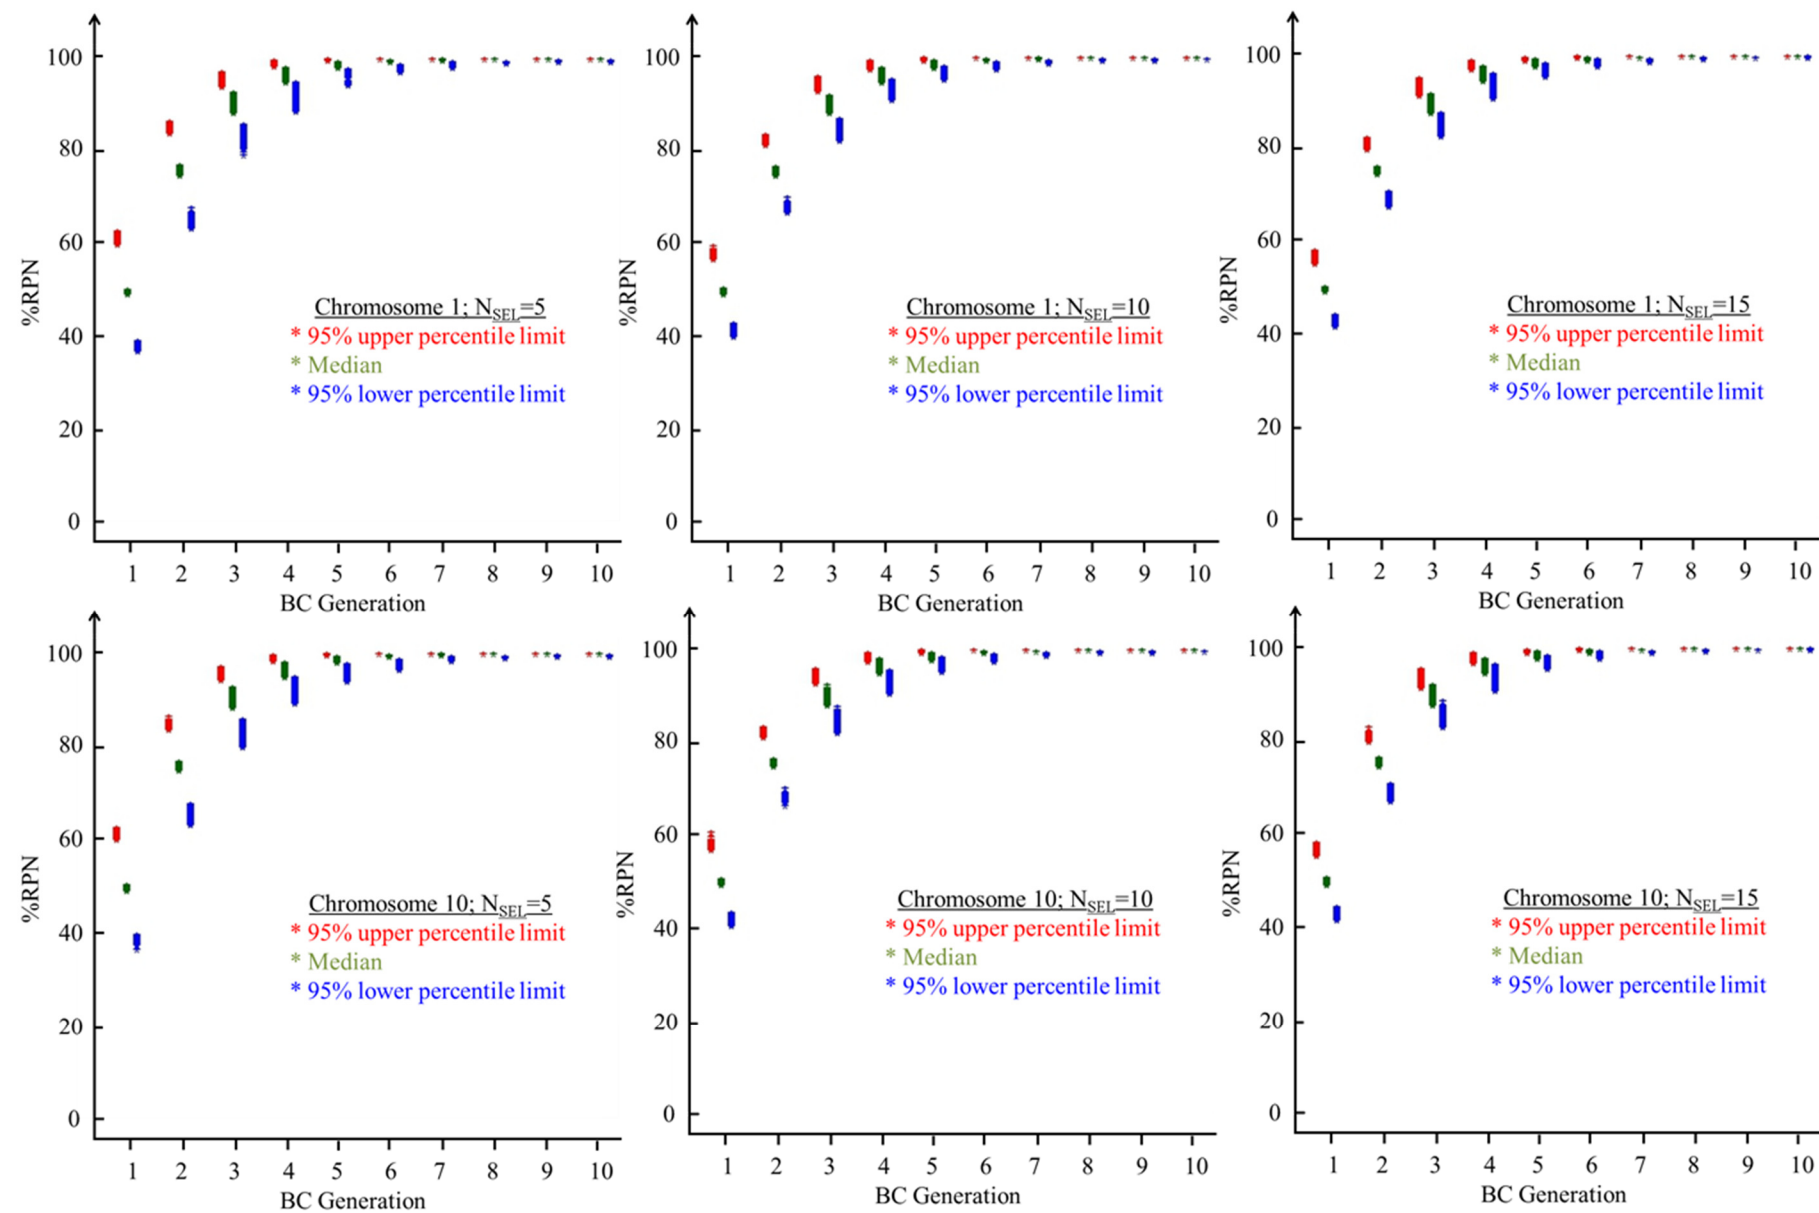 100
80
60
40
20
0
%RPN
Chromosome 1; NSEL=5
* 95% upper percentile limit
* Median
* 95% lower percentile limit
1 2 3 4 5 6 7 8 9 10
BC Generation
100
80
60
40
20
0
%RPN
Chromosome 1; NSEL=10
* 95% upper percentile limit
* Median
* 95% lower percentile limit
1 2 3 4 5 6 7 8 9 10
BC Generation
100
80
60
40
20
0
%RPN
Chromosome 1; NSEL=15
* 95% upper percentile limit
* Median
* 95% lower percentile limit
1 2 3 4 5 6 7 8 9 10
BC Generation
100
80
60
40
20
0
%RPN
Chromosome 10; NSEL=5
* 95% upper percentile limit
* Median
* 95% lower percentile limit
1 2 3 4 5 6 7 8 9 10
BC Generation
100
80
60
40
20
0
%RPN
Chromosome 10; NSEL=10
* 95% upper percentile limit
* Median
* 95% lower percentile limit
1 2 3 4 5 6 7 8 9 10
BC Generation
100
80
60
40
20
0
%RPN
Chromosome 10; NSEL=15
* 95% upper percentile limit
* Median
* 95% lower percentile limit
1 2 3 4 5 6 7 8 9 10
BC Generation